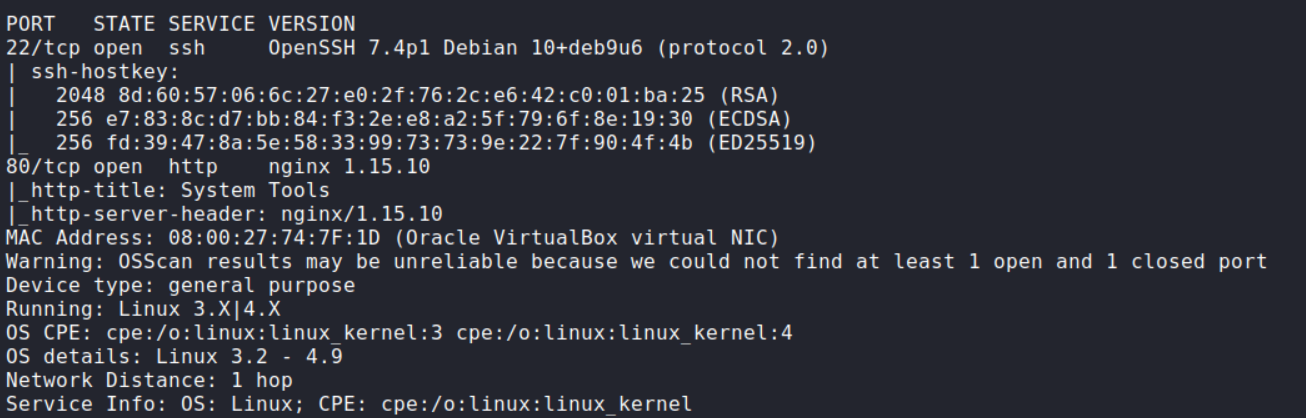 PORT   STATE SERVICE VERSION
22/tcp open  ssh     OpenSSH 7.4p1 Debian 10+deb9u6 (protocol 2.0)
| ssh-hostkey:
|   2048 8d:60:57:06:6c:27:e0:2f:76:2c:e6:42:c0:01:ba:25 (RSA)
|   256 e7:83:8c:d7:bb:84:f3:2e:e8:a2:5f:79:6f:8e:19:30 (ECDSA)
|_  256 fd:39:47:8a:5e:58:33:99:73:73:9e:22:7f:90:4f:4b (ED25519)
80/tcp open  http    nginx 1.15.10
|_http-title: System Tools
|_http-server-header: nginx/1.15.10
MAC Address: 08:00:27:74:7F:1D (Oracle VirtualBox virtual NIC)
Warning: OSScan results may be unreliable because we could not find at least 1 open and 1 closed port
Device type: general purpose
Running: Linux 3.X|4.X
OS CPE: cpe:/o:linux:linux_kernel:3 cpe:/o:linux:linux_kernel:4
OS details: Linux 3.2 - 4.9
Network Distance: 1 hop
Service Info: OS: Linux; CPE: cpe:/o:linux:linux_kernel